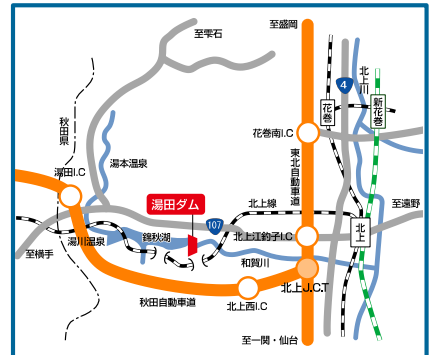 至盛岡
至雫石
北上川
4
秋田県
花巻
新花巻
花巻南I.C
湯本温泉
東北自動車道
湯田I.C
湯田ダム
107
北上線
至遠野
北上
湯川温泉
錦秋湖
北上江釣子I.C
至横手
和賀川
北上J.C.T
秋田自動車道
北上西I.C
至一関・仙台